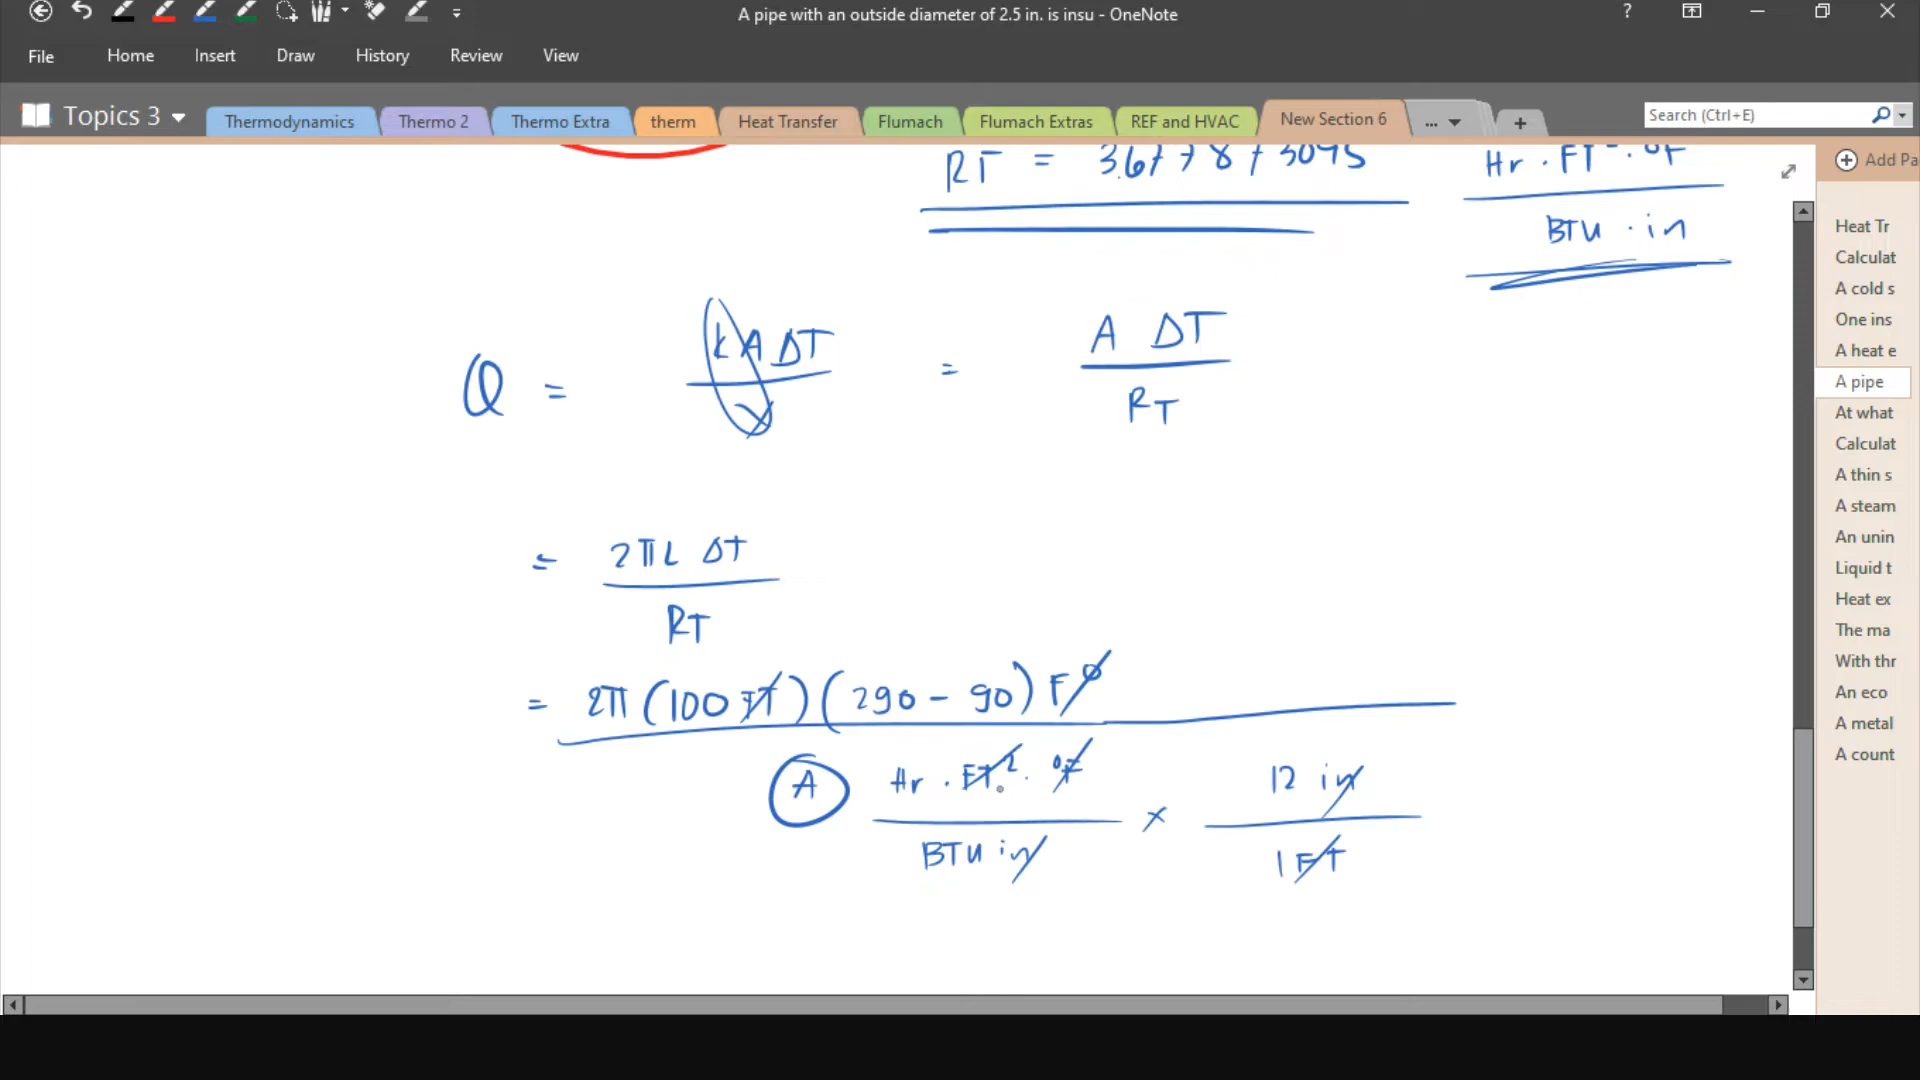 A pipe with an outside diameter of 2.5 in. is insu - OneNote
?
File Home Insert Draw History Review View
Topics 3 Thermodynamics Thermo 2 Thermo Extra therm Heat Transfer Flumach Flumach Extras REF and HVAC New Section 6 ... + Search (Ctrl+E)
Add Pa
Heat Tr
Calculat
A cold s
One ins
A heat e
A pipe
At what
Calculat
A thin s
A steam
An unin
Liquid t
Heat ex
The ma
With thr
An eco
A metal
A count
RT =
BTU · in
Q = k A ΔT / x = A ΔT / RT
= 2πL ΔT / RT
= 2π (100 FT) (290 - 90) F°
A Hr · FT². °F / BTU in x 12 in / 1 FT